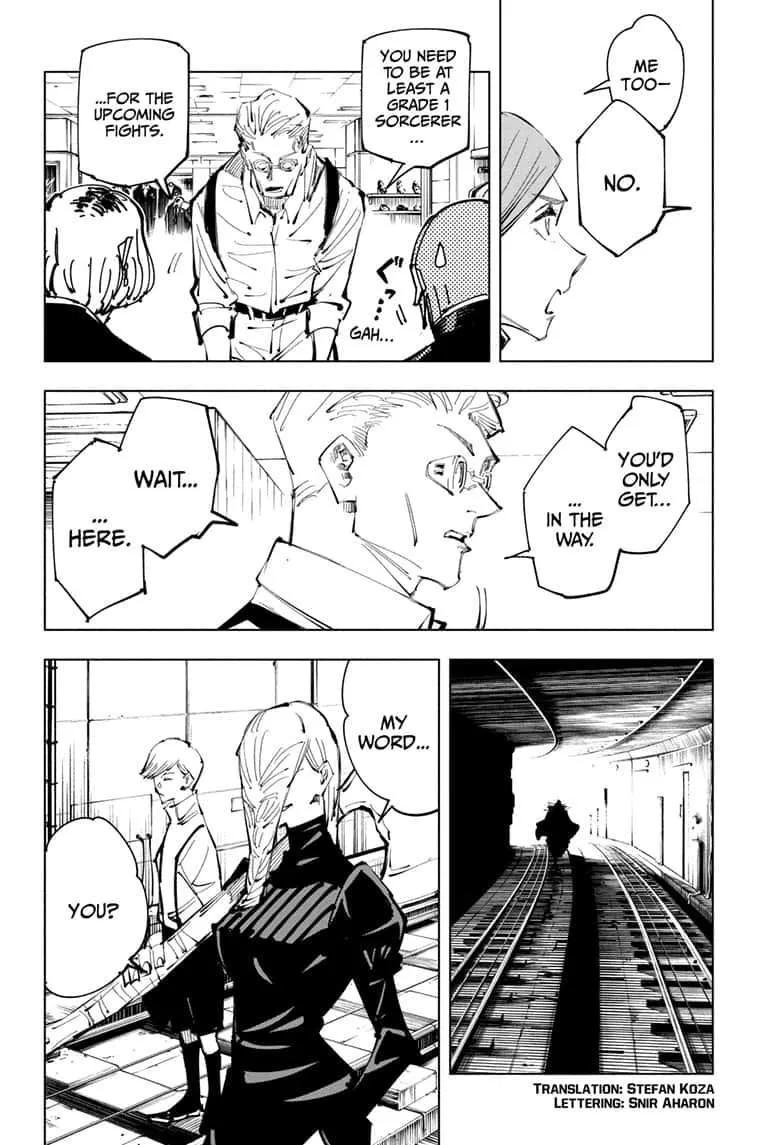 ME
TOO—
NO.
YOU NEED
TO BE AT
LEAST A
GRADE 1
SORCERER
...
...FOR THE
UPCOMING
FIGHTS.
GAH...
YOU'D
ONLY
GET...
...
IN THE
WAY.
WAIT...
...
HERE.
MY
WORD...
YOU?
TRANSLATION: STEFAN KOZA
LETTERING: SNIR AHARON